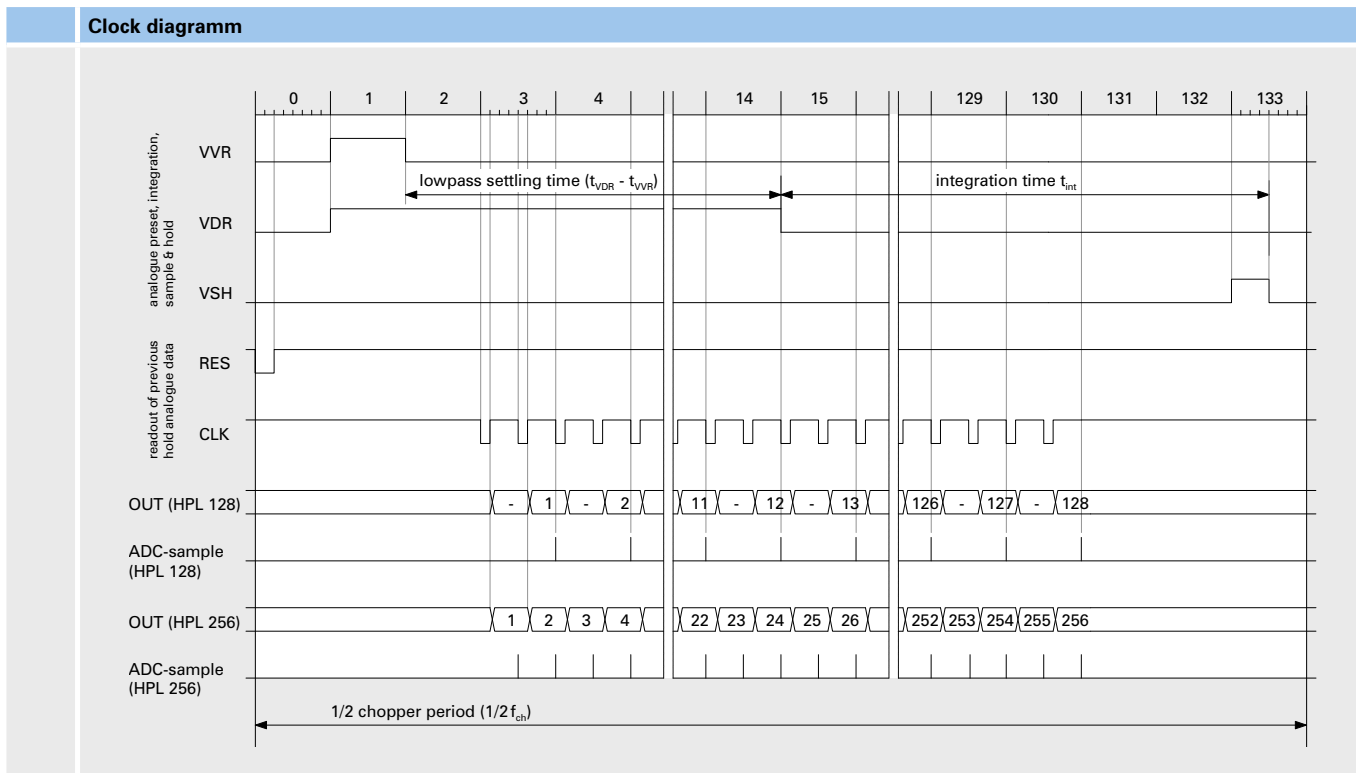 Clock diagramm
0 1 2 3 4 14 15 129 130 131 132 133
analogue preset, integration,
sample & hold
VVR
lowpass settling time (tVDR - tVVR)
integration time tint
VDR
VSH
readout of previous
hold analogue data
RES
CLK
OUT (HPL 128) - 1 - 2 11 - 12 - 13 126 - 127 - 128
ADC-sample
(HPL 128)
OUT (HPL 256) 1 2 3 4 22 23 24 25 26 252 253 254 255 256
ADC-sample
(HPL 256)
1/2 chopper period (1/2 fch)